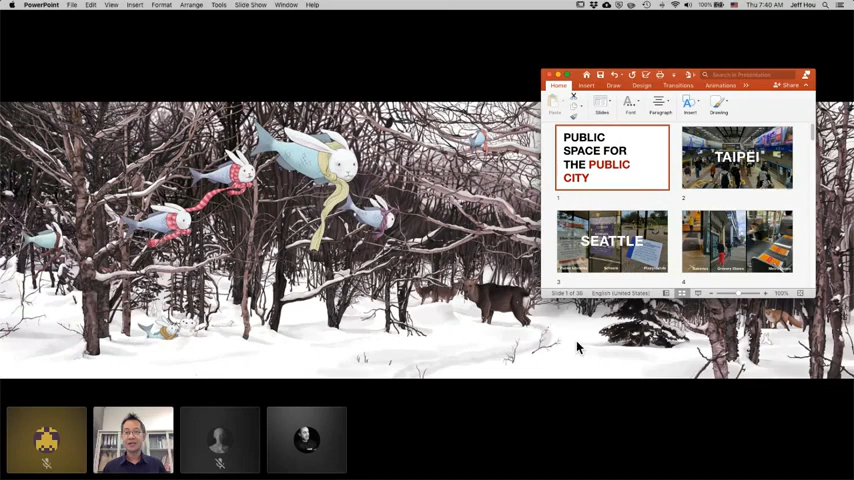 PowerPoint File Edit View Insert Format Arrange Tools Slide Show Window Help
100% Thu 7:40 AM Jeff Hou
Search in Presentation
Home Insert Draw Design Transitions Animations Share
Paste Slides Font Paragraph Insert Drawing
PUBLIC
SPACE FOR
THE PUBLIC
CITY
TAIPEI
1 2
SEATTLE
Grocery Stores
3 4
Slide 1 of 36 English (United States) 100%